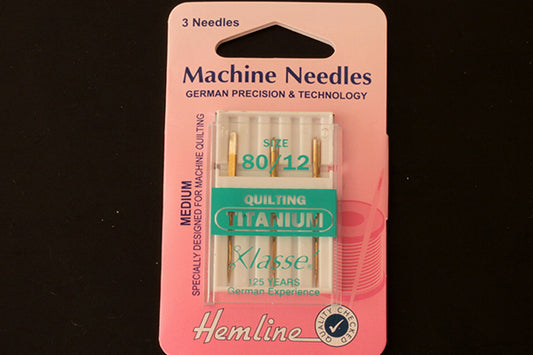 3 Needles
Machine Needles
GERMAN PRECISION & TECHNOLOGY
SIZE
80/12
QUILTING
TITANIUM
Klasse®
125 YEARS
German Experience
MEDIUM
SPECIALLY DESIGNED FOR MACHINE QUILTING
Hemline
QUALITY CHECKED